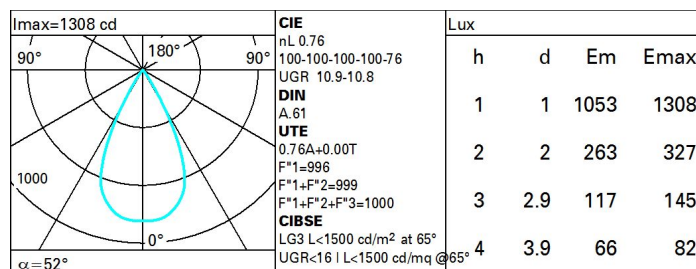 Imax=1308 cd
90° 180° 90°
1000
0°
α=52°
CIE
nL 0.76
100-100-100-100-76
UGR 10.9-10.8
DIN
A.61
UTE
0.76A+0.00T
F"1=996
F"1+F"2=999
F"1+F"2+F"3=1000
CIBSE
LG3 L<1500 cd/m² at 65°
UGR<16 | L<1500 cd/mq @65°
Lux
h d Em Emax
1 1 1053 1308
2 2 263 327
3 2.9 117 145
4 3.9 66 82